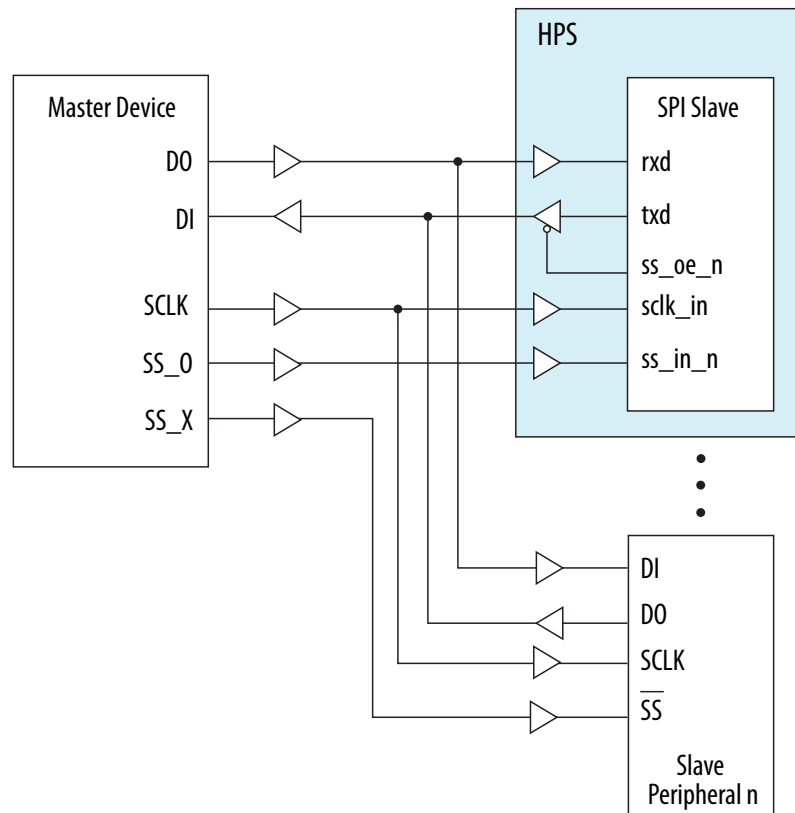 HPS
Master Device
DO
DI
SCLK
SS_0
SS_X
SPI Slave
rxd
txd
ss_oe_n
sclk_in
ss_in_n
DI
DO
SCLK
SS
Slave
Peripheral n